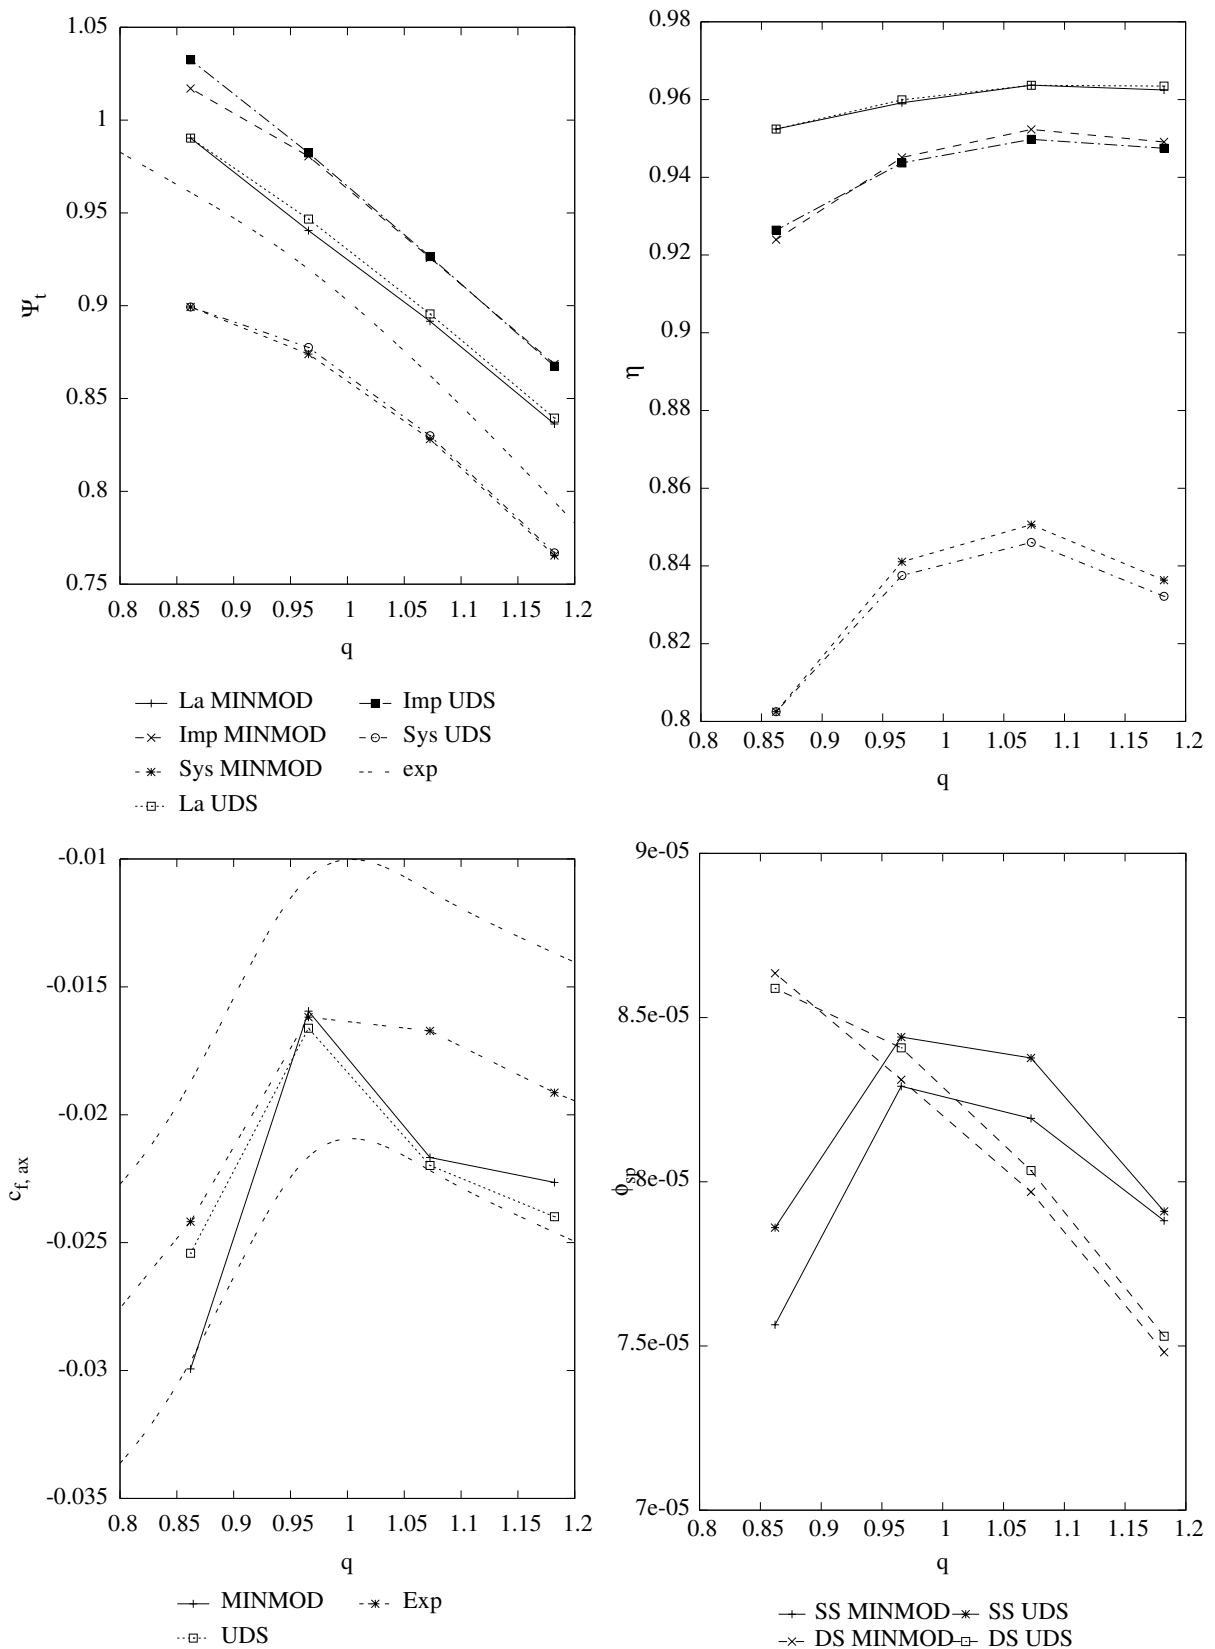 1.05
1
0.95
0.9
0.85
0.8
0.75
Ψt
0.8 0.85 0.9 0.95 1 1.05 1.1 1.15 1.2
q
La MINMOD
Imp MINMOD
Sys MINMOD
La UDS
Imp UDS
Sys UDS
exp
0.98
0.96
0.94
0.92
0.9
0.88
0.86
0.84
0.82
0.8
η
0.8 0.85 0.9 0.95 1 1.05 1.1 1.15 1.2
q
-0.01
-0.015
-0.02
-0.025
-0.03
-0.035
cf, ax
0.8 0.85 0.9 0.95 1 1.05 1.1 1.15 1.2
q
MINMOD
UDS
Exp
9e-05
8.5e-05
8e-05
7.5e-05
7e-05
ϕsp
0.8 0.85 0.9 0.95 1 1.05 1.1 1.15 1.2
q
SS MINMOD
DS MINMOD
SS UDS
DS UDS